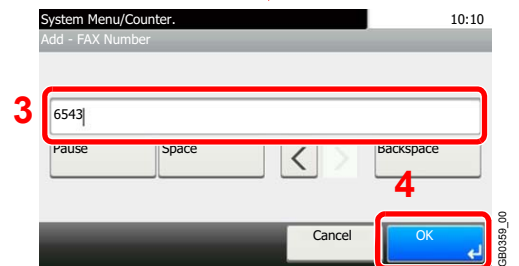 System Menu/Counter. 10:10
Add - FAX Number
3
6543
Pause Space < > Backspace
4
Cancel OK
GB0359_00